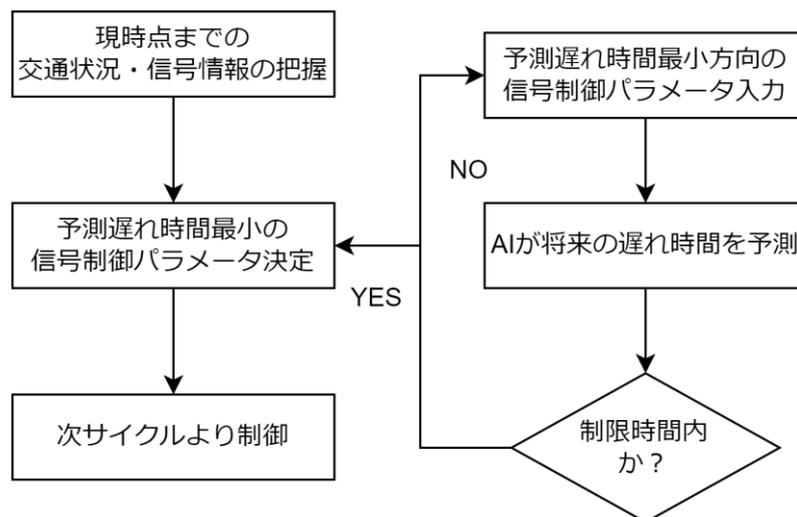 現時点までの
交通状況・信号情報の把握
予測遅れ時間最小の
信号制御パラメータ決定
次サイクルより制御
予測遅れ時間最小方向の
信号制御パラメータ入力
NO
AIが将来の遅れ時間を予測
YES
制限時間内
か？